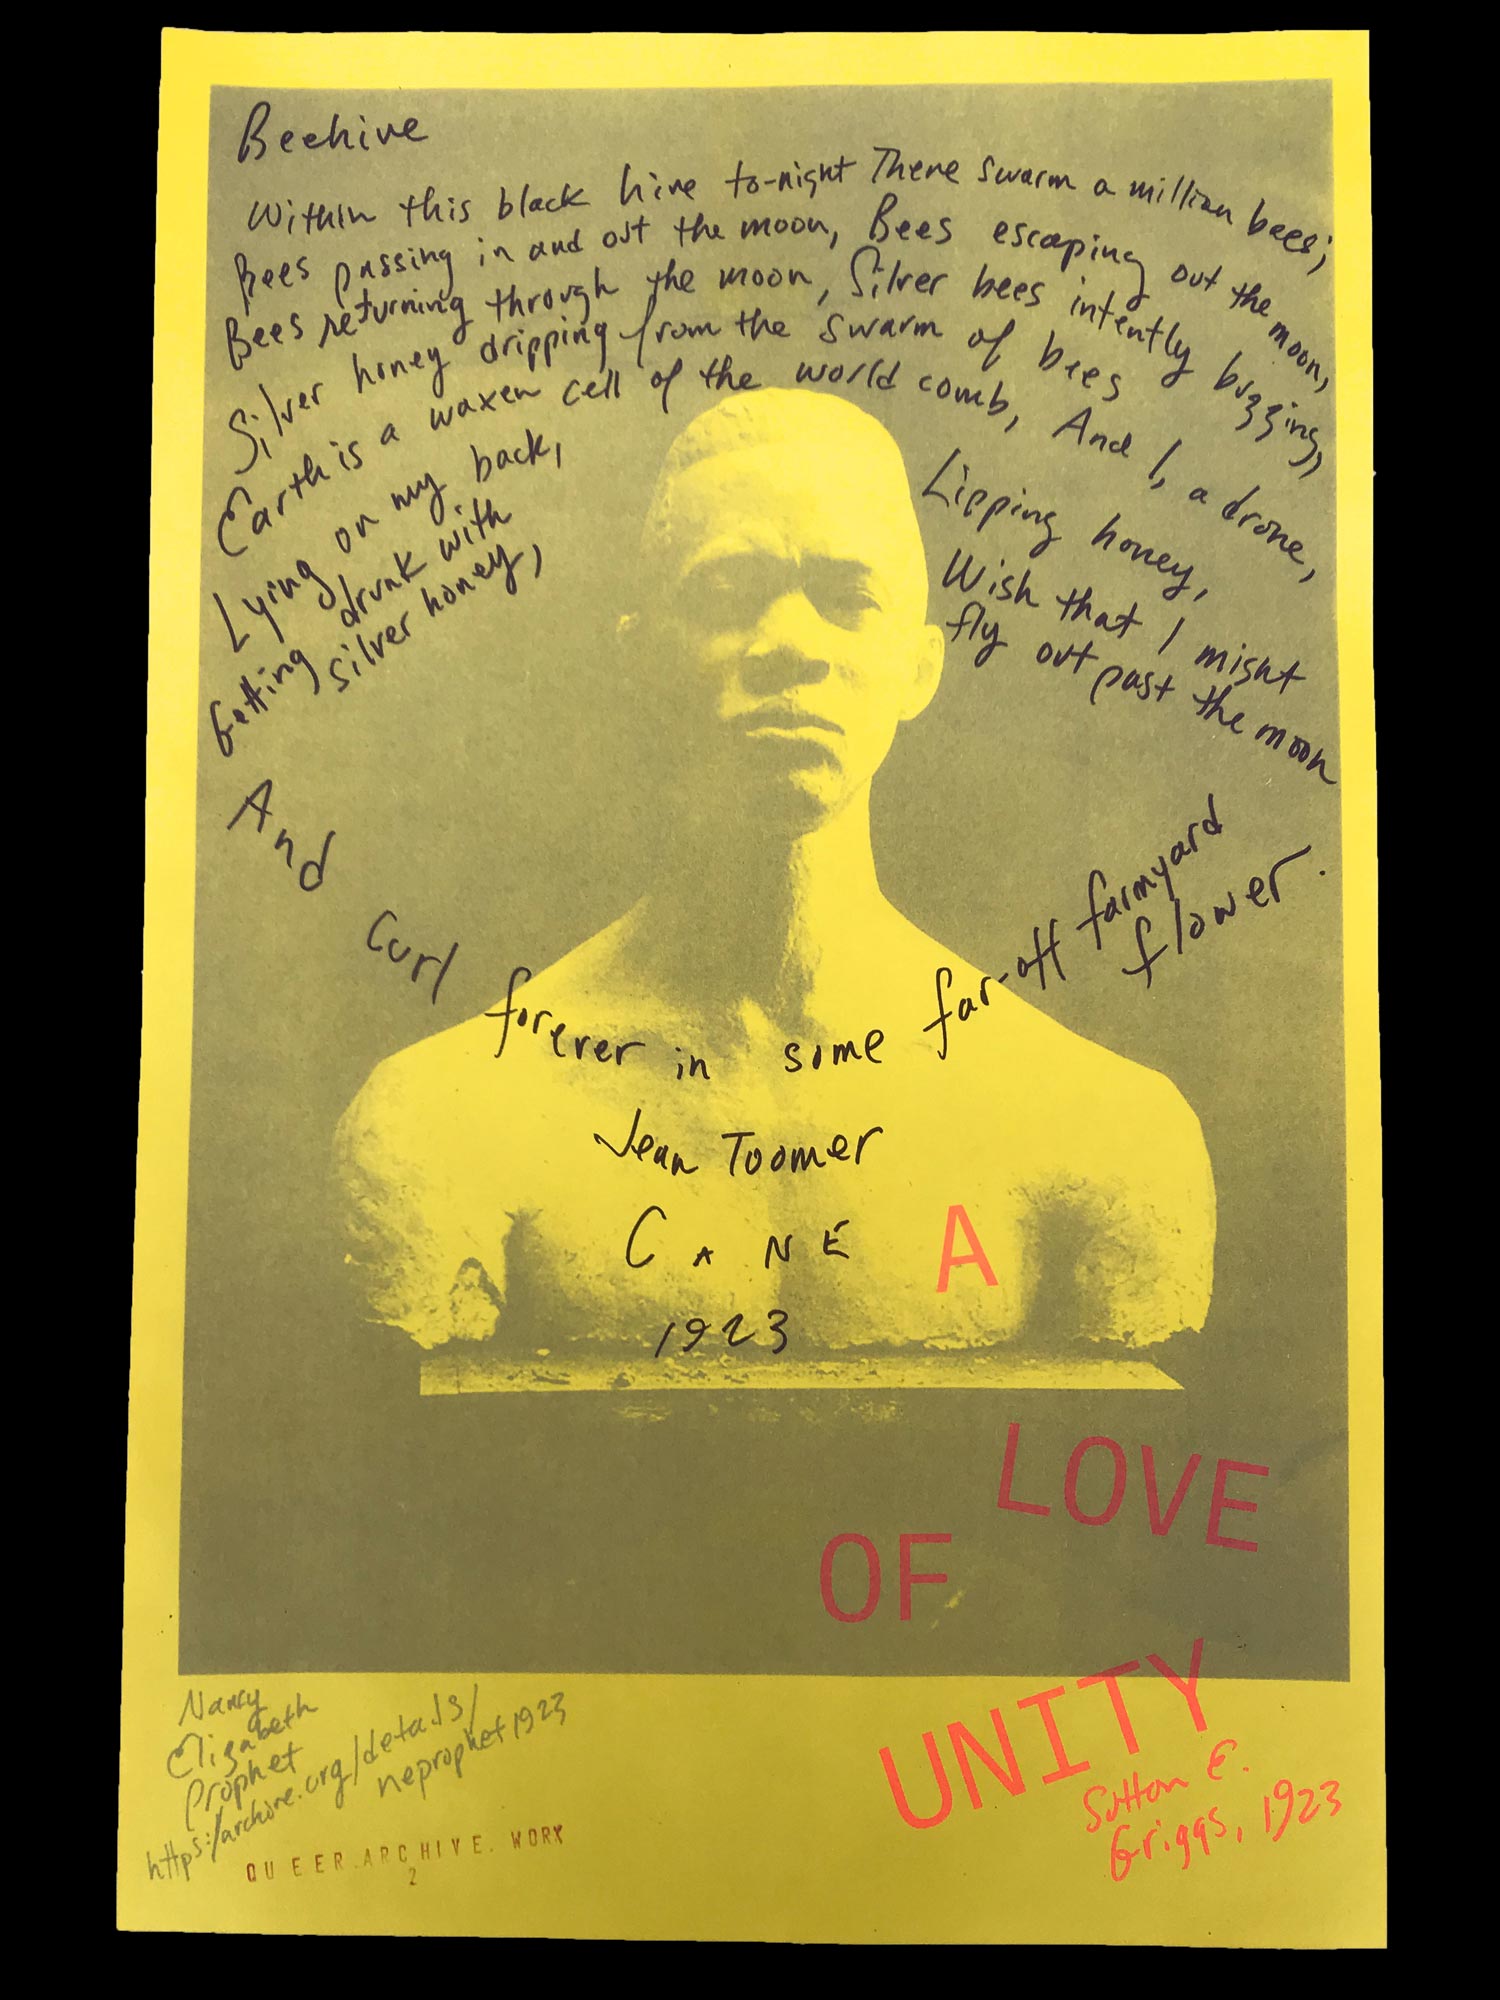 Beehive
Within this black hive to-night There swarm a million bees;
Bees passing in and out the moon, Bees escaping out the moon,
Bees returning through the moon, Silver bees intently buzzing,
Silver honey dripping from the swarm of bees
Earth is a waxen cell of the world comb, And I, a drone,
Lying on my back,
Getting drunk with
silver honey,
Lipping honey,
Wish that I might
fly out past the moon
And curl forever in some far-off farmyard
flower.
Jean Toomer
CANE
1923
A
LOVE
OF
UNITY
Sutton E.
Griggs, 1923
Nancy
Elizabeth
Prophet
https://archive.org/details/
neprophet1923
QUEER.ARCHIVE.WORK
2